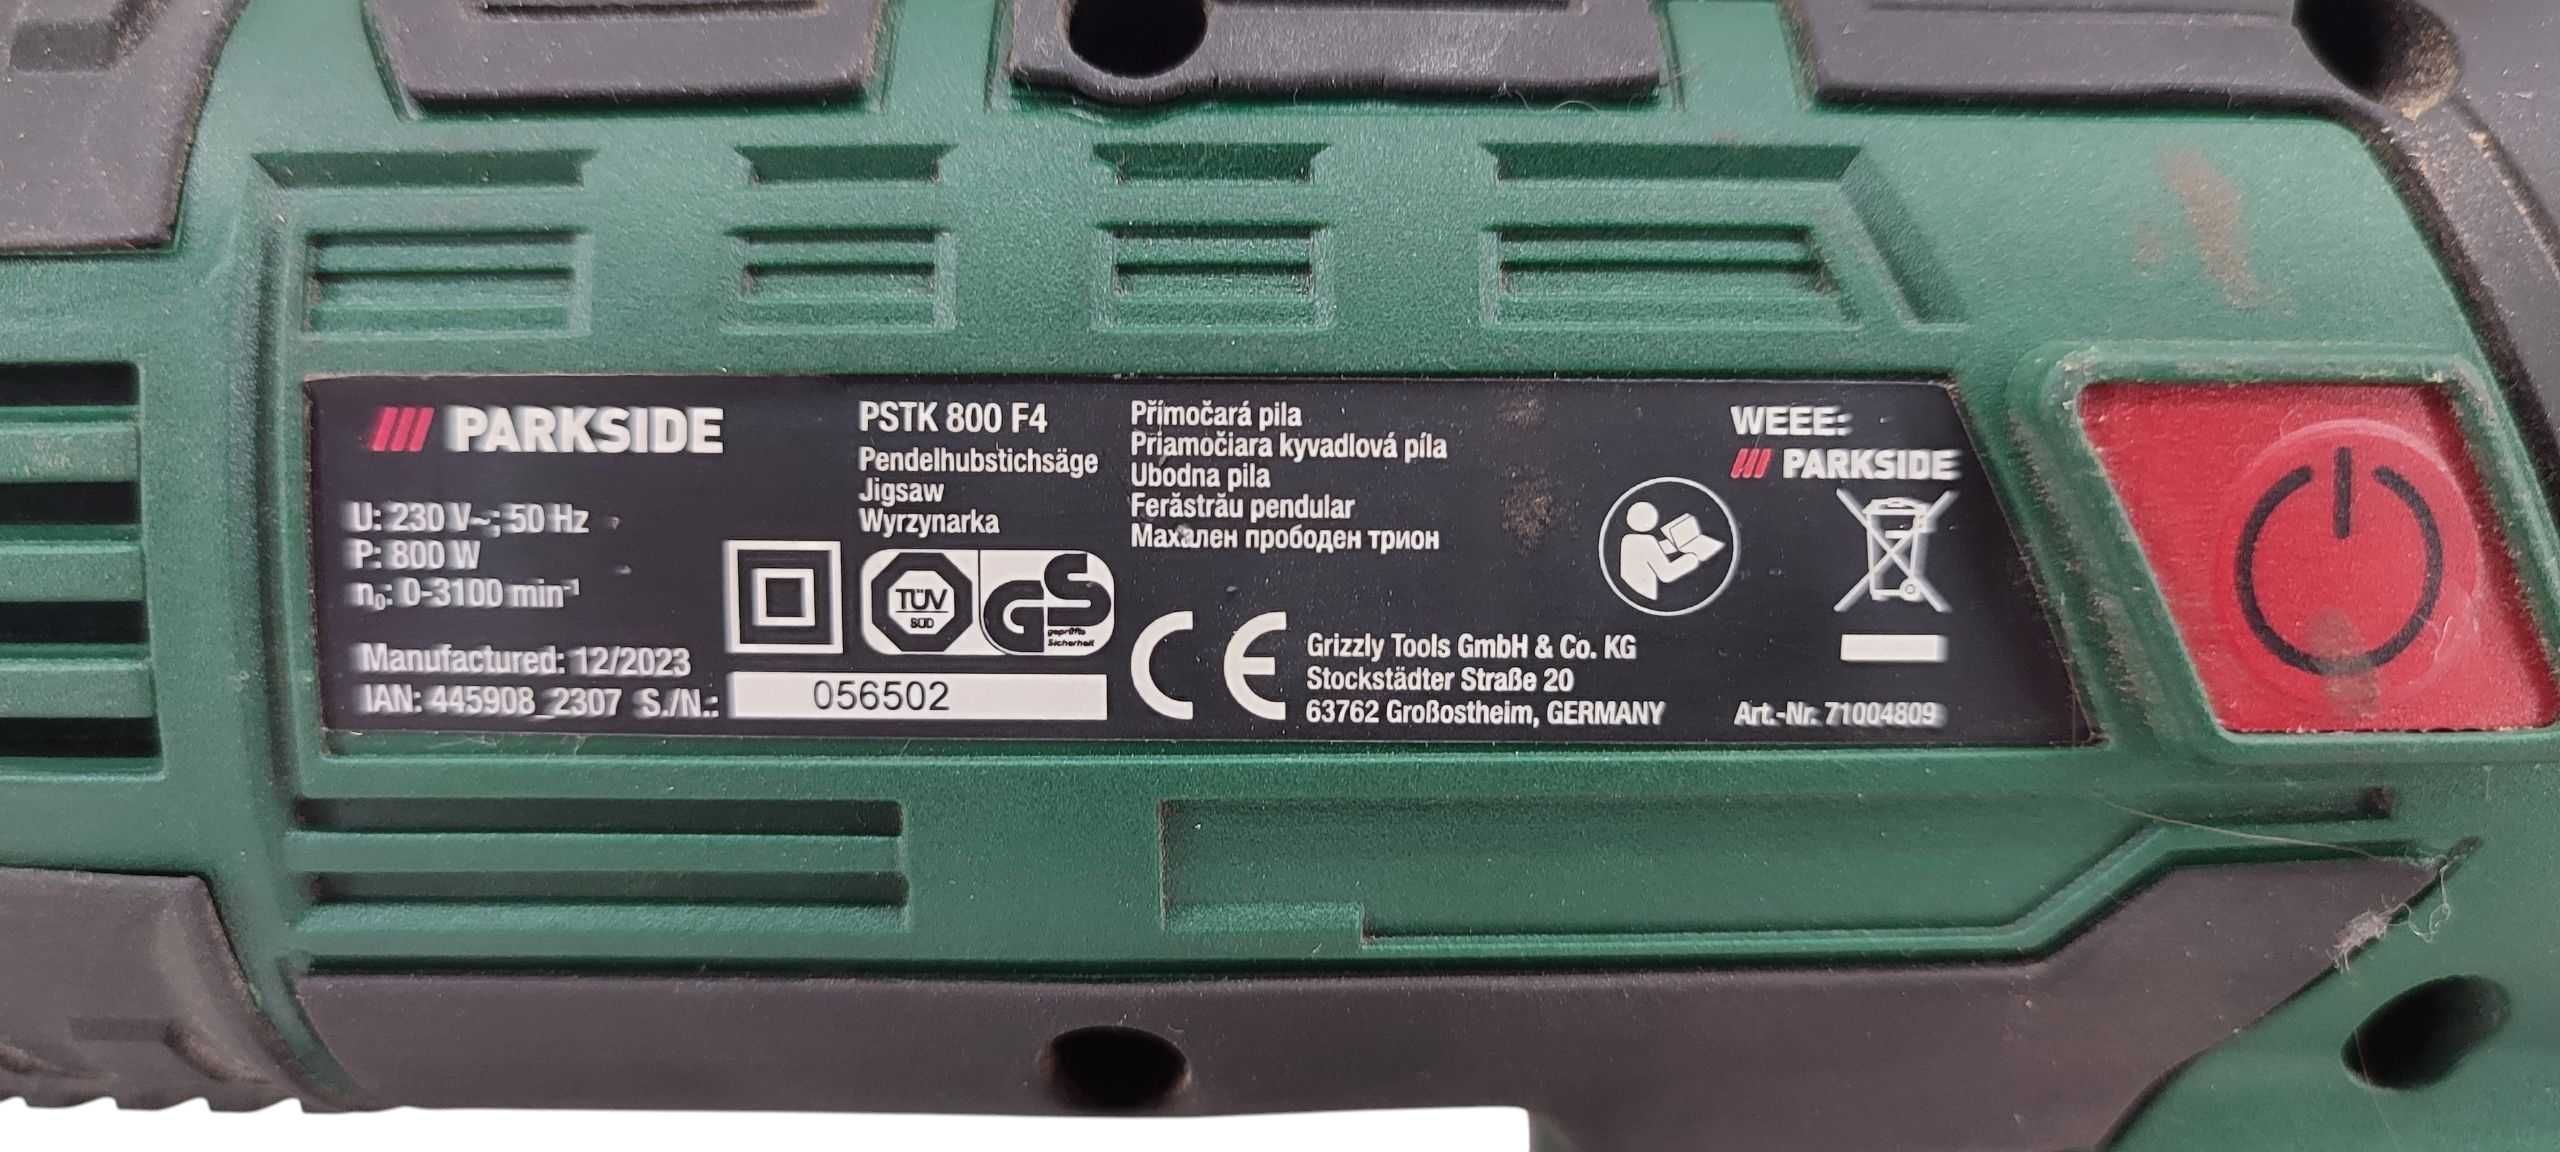 PARKSIDE
U: 230 V~; 50 Hz
P: 800 W
n₀: 0-3100 min⁻¹
Manufactured: 12/2023
IAN: 445908_2307 S./N.: 056502
PSTK 800 F4
Pendelhubstichsäge
Jigsaw
Wyrzynarka
TÜV
SÜD
GS
geprüfte
Sicherheit
Přímočará pila
Priamočiara kyvadlová píla
Ubodna pila
Ferăstrău pendular
Махален прободен трион
CE
Grizzly Tools GmbH & Co. KG
Stockstädter Straße 20
63762 Großostheim, GERMANY
WEEE:
PARKSIDE
Art.-Nr. 71004809